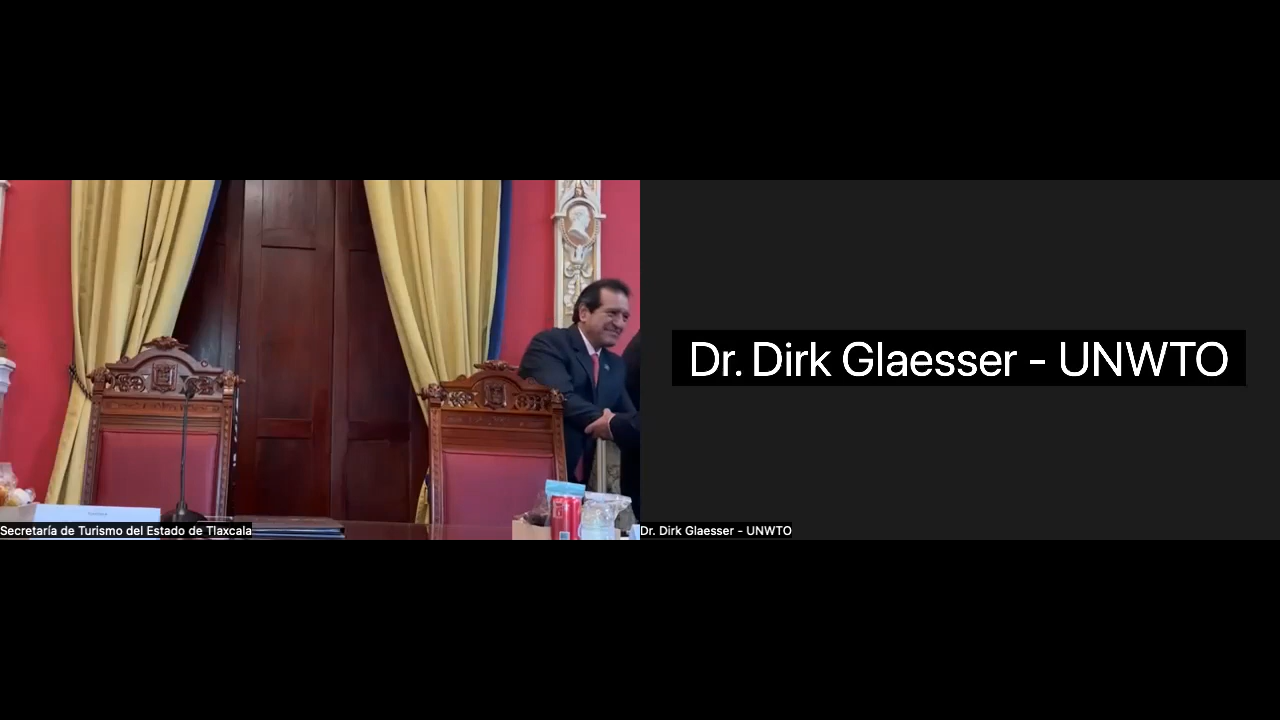 Dr. Dirk Glaesser - UNWTO
Secretaría de Turismo del Estado de Tlaxcala
Dr. Dirk Glaesser - UNWTO